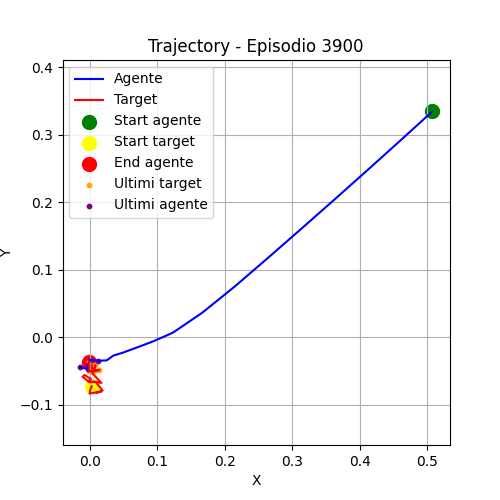 Trajectory - Episodio 3900
Agente
Target
Start agente
Start target
End agente
Ultimi target
Ultimi agente
0.4
0.3
0.2
0.1
0.0
−0.1
Y
0.0 0.1 0.2 0.3 0.4 0.5
X